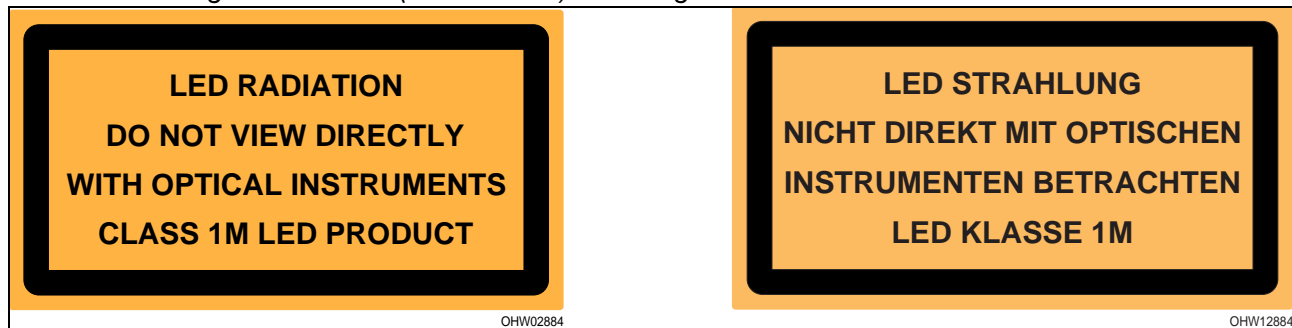 LED RADIATION
DO NOT VIEW DIRECTLY
WITH OPTICAL INSTRUMENTS
CLASS 1M LED PRODUCT
OHW02884
LED STRAHLUNG
NICHT DIREKT MIT OPTISCHEN
INSTRUMENTEN BETRACHTEN
LED KLASSE 1M
OHW12884